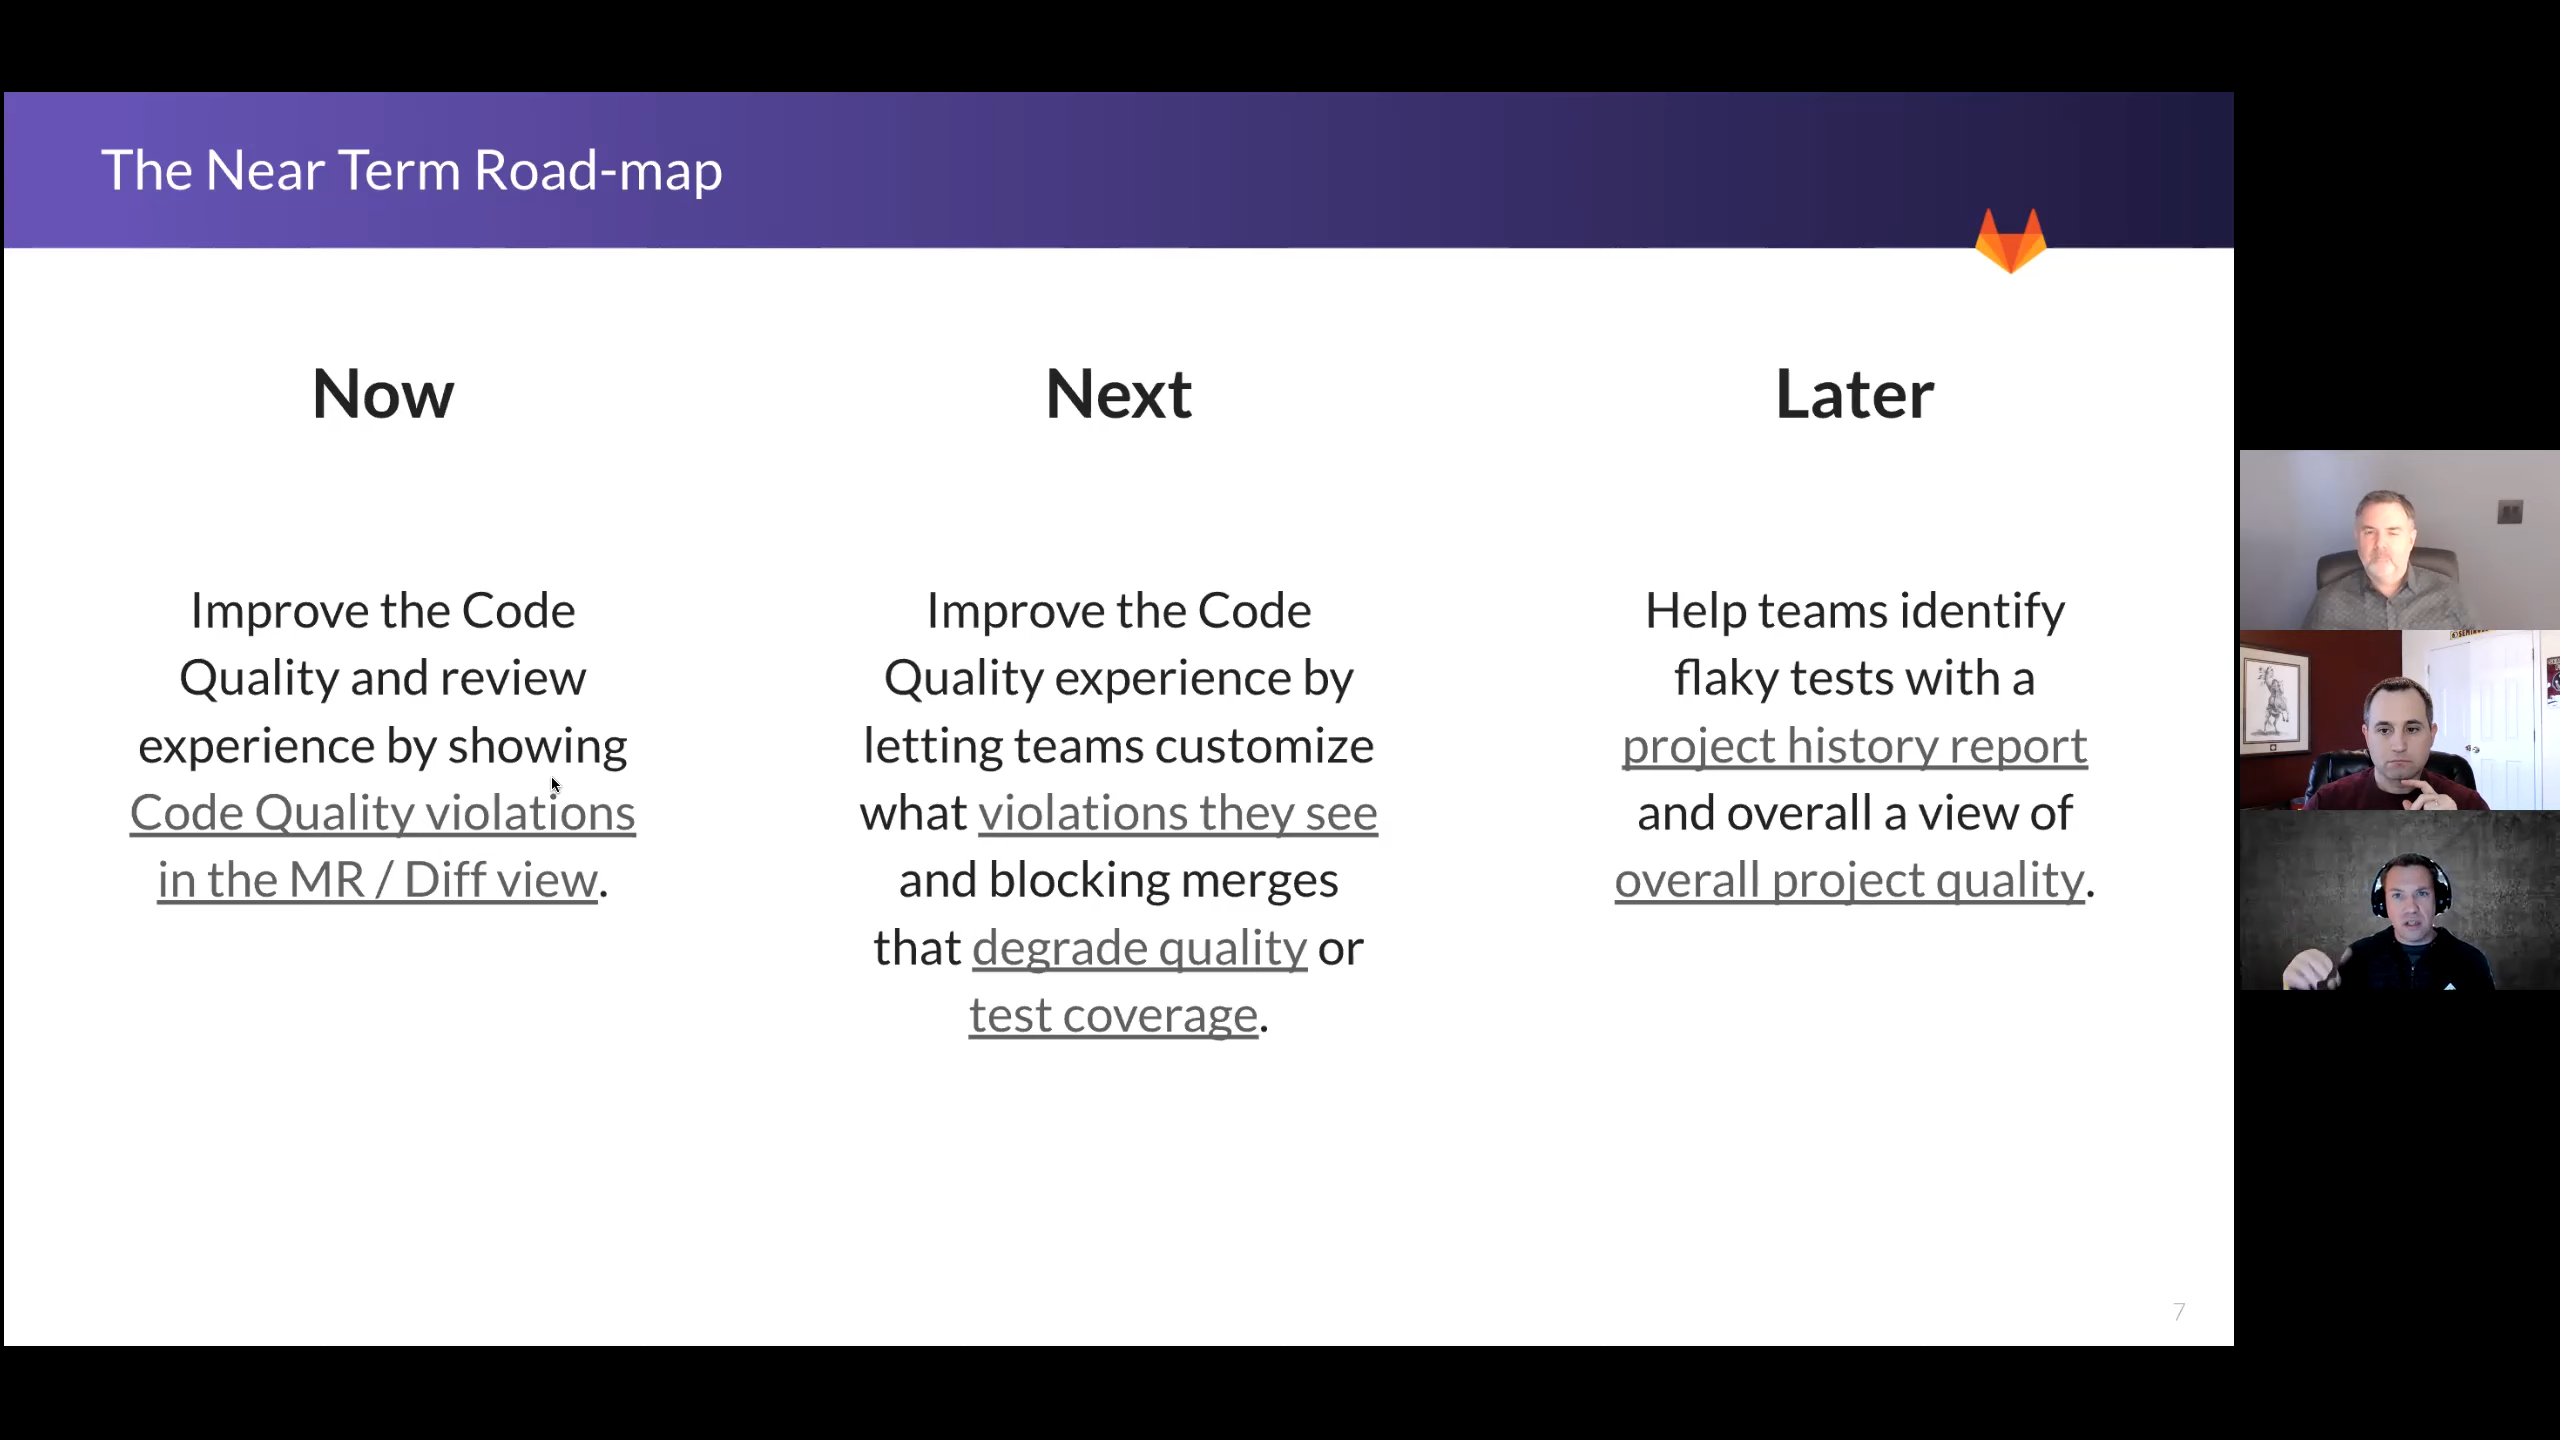 The Near Term Road-map
Now
Improve the Code
Quality and review
experience by showing
Code Quality violations
in the MR / Diff view.
Next
Improve the Code
Quality experience by
letting teams customize
what violations they see
and blocking merges
that degrade quality or
test coverage.
Later
Help teams identify
flaky tests with a
project history report
and overall a view of
overall project quality.
7